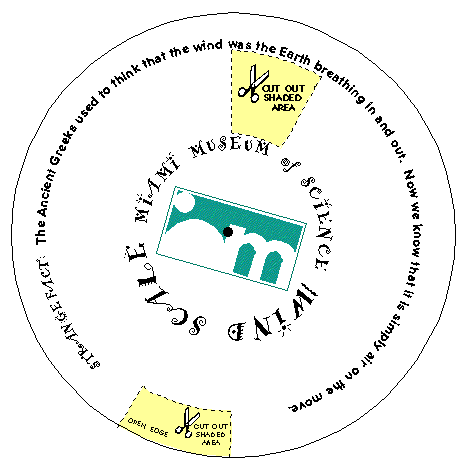 STRANGE FACT: The Ancient Greeks used to think that the wind was the Earth breathing in and out. Now we know that it is simply air on the move.
CUT OUT
SHADED
AREA
MIAMI MUSEUM of SCIENCE
WIND SCALE
m
OPEN EDGE
CUT OUT
SHADED
AREA